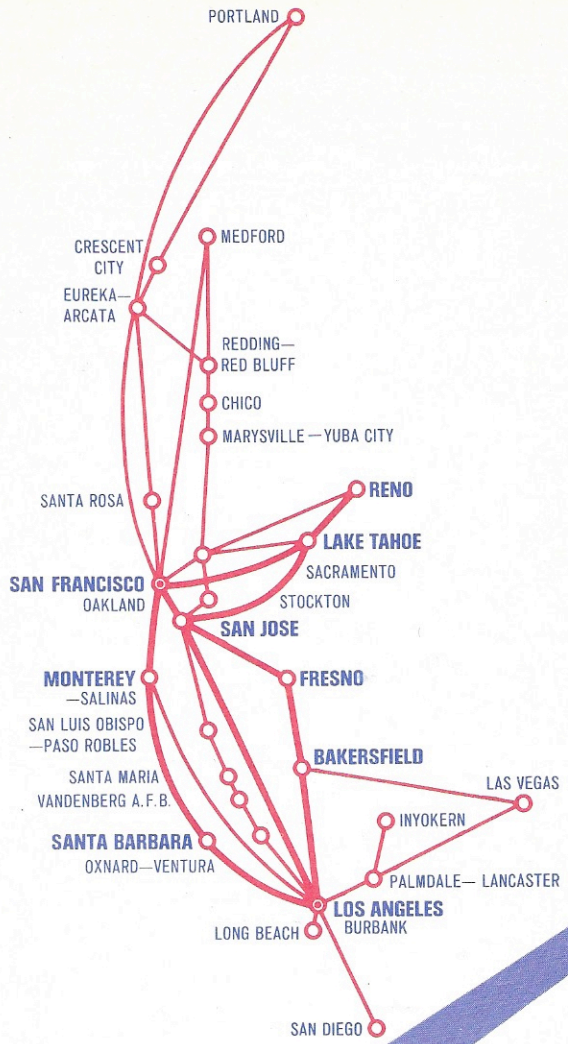 PORTLAND
MEDFORD
CRESCENT
CITY
EUREKA—
ARCATA
REDDING—
RED BLUFF
CHICO
MARYSVILLE—YUBA CITY
RENO
SANTA ROSA
LAKE TAHOE
SACRAMENTO
SAN FRANCISCO
OAKLAND
STOCKTON
SAN JOSE
MONTEREY
—SALINAS
FRESNO
SAN LUIS OBISPO
—PASO ROBLES
BAKERSFIELD
SANTA MARIA
VANDENBERG A.F.B.
LAS VEGAS
INYOKERN
SANTA BARBARA
OXNARD—VENTURA
PALMDALE—LANCASTER
LOS ANGELES
BURBANK
LONG BEACH
SAN DIEGO